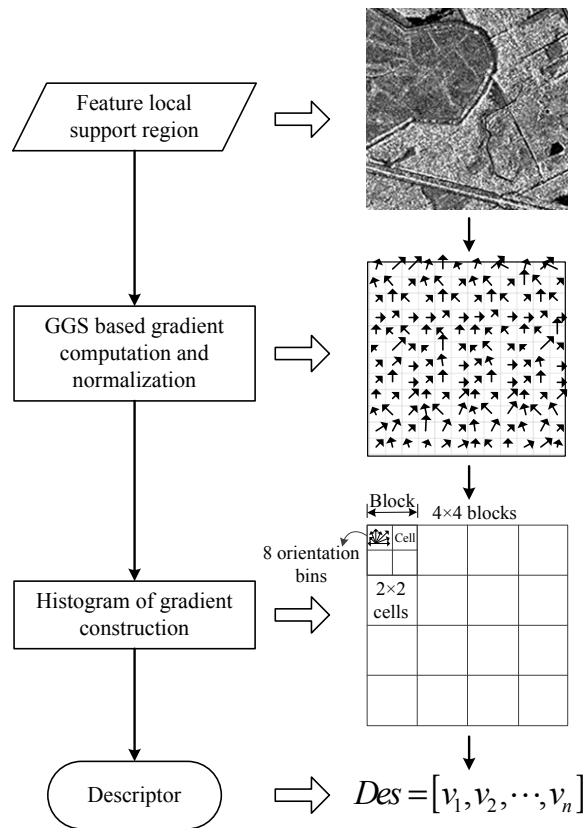 Feature local
support region
GGS based gradient
computation and
normalization
Block
4×4 blocks
Cell
8 orientation
bins
2×2
cells
Histogram of gradient
construction
Descriptor
Des = [v₁, v₂, ⋯, vₙ]